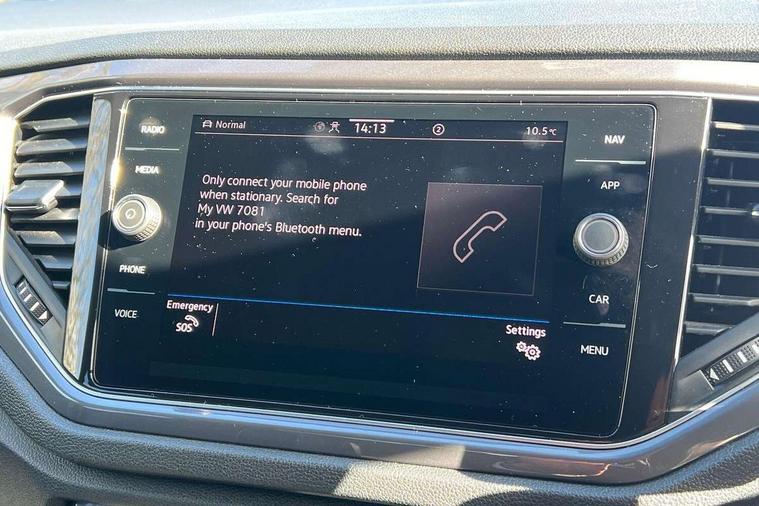 RADIO
MEDIA
PHONE
VOICE
Normal 14:13 2 10.5°C
Only connect your mobile phone
when stationary. Search for
My VW 7081
in your phone's Bluetooth menu.
Emergency
SOS
Settings
NAV
APP
CAR
MENU